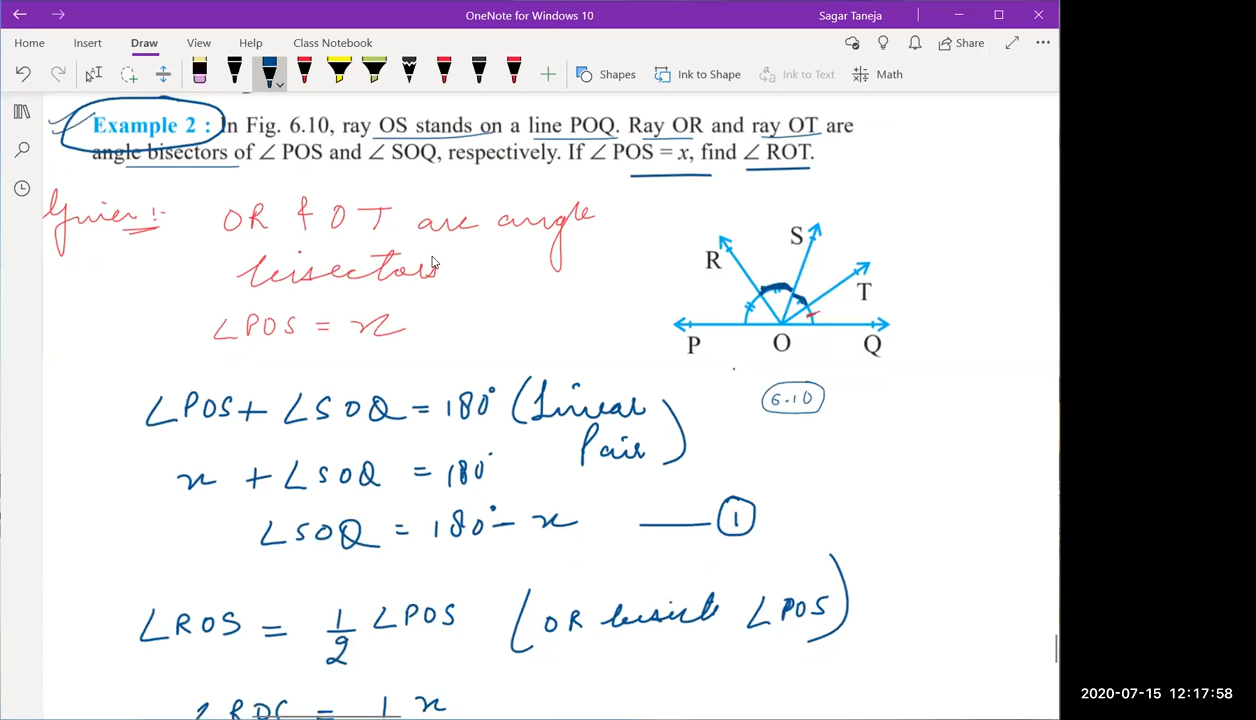 OneNote for Windows 10
Sagar Taneja
Home Insert Draw View Help Class Notebook
Share
Shapes Ink to Shape Ink to Text Math
Example 2 : In Fig. 6.10, ray OS stands on a line POQ. Ray OR and ray OT are
angle bisectors of ∠ POS and ∠ SOQ, respectively. If ∠ POS = x, find ∠ ROT.
Given :- OR & OT are angle
bisectors
∠POS = x
R S T
P O Q
6.10
∠POS + ∠SOQ = 180° (Linear
Pair)
x + ∠SOQ = 180°
∠SOQ = 180° - x — 1
∠ROS = 1/2 ∠POS (OR bisects ∠POS)
∠ROS = 1 x
2020-07-15 12:17:58